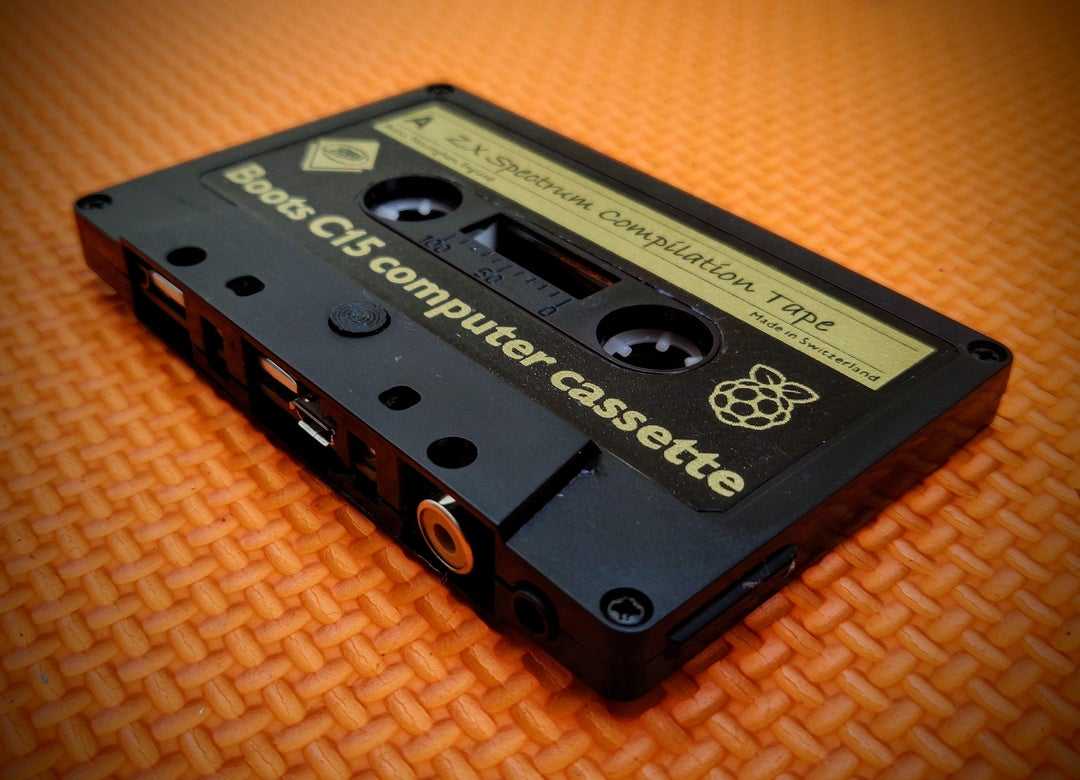 A
ZX Spectrum Compilation Tape
Made in Switzerland
100 50 0
Boots C15 computer cassette